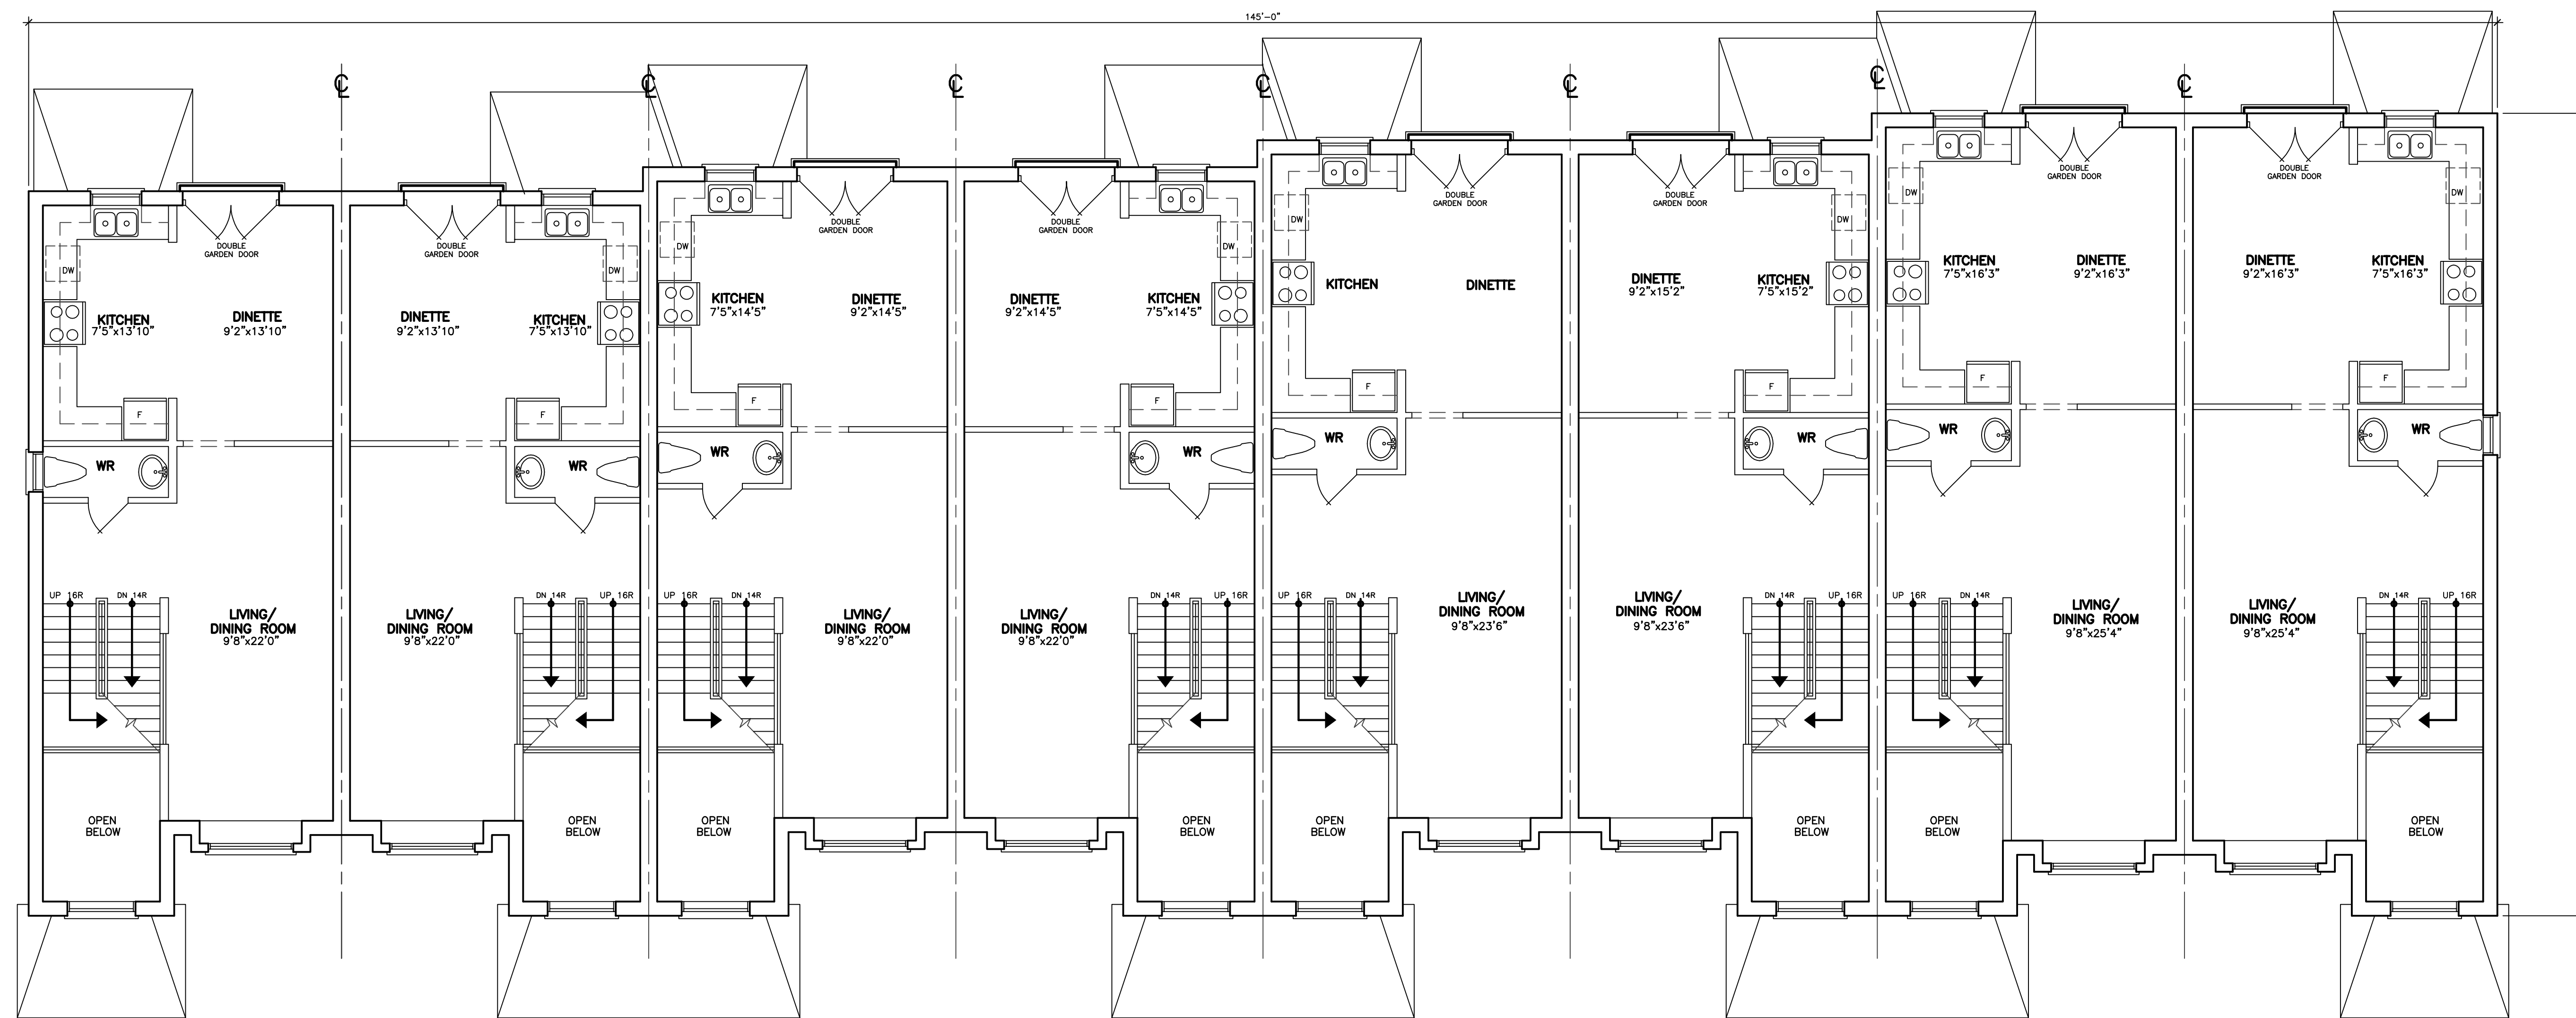 145'-0"
℄ ℄ ℄ ℄ ℄ ℄ ℄
DOUBLE
GARDEN DOOR
DW
KITCHEN
7'5"x13'10"
DINETTE
9'2"x13'10"
F
WR
UP 16R
DN 14R
LIVING/
DINING ROOM
9'8"x22'0"
OPEN
BELOW
DOUBLE
GARDEN DOOR
DW
DINETTE
9'2"x13'10"
KITCHEN
7'5"x13'10"
F
WR
DN 14R
UP 16R
LIVING/
DINING ROOM
9'8"x22'0"
OPEN
BELOW
DOUBLE
GARDEN DOOR
DW
KITCHEN
7'5"x14'5"
DINETTE
9'2"x14'5"
F
WR
UP 16R
DN 14R
LIVING/
DINING ROOM
9'8"x22'0"
OPEN
BELOW
DOUBLE
GARDEN DOOR
DW
DINETTE
9'2"x14'5"
KITCHEN
7'5"x14'5"
F
WR
DN 14R
UP 16R
LIVING/
DINING ROOM
9'8"x22'0"
OPEN
BELOW
DOUBLE
GARDEN DOOR
DW
KITCHEN
DINETTE
F
WR
UP 16R
DN 14R
LIVING/
DINING ROOM
9'8"x23'6"
OPEN
BELOW
DOUBLE
GARDEN DOOR
DW
DINETTE
9'2"x15'2"
KITCHEN
7'5"x15'2"
F
WR
DN 14R
UP 16R
LIVING/
DINING ROOM
9'8"x23'6"
OPEN
BELOW
DOUBLE
GARDEN DOOR
DW
KITCHEN
7'5"x16'3"
DINETTE
9'2"x16'3"
F
WR
UP 16R
DN 14R
LIVING/
DINING ROOM
9'8"x25'4"
OPEN
BELOW
DOUBLE
GARDEN DOOR
DW
DINETTE
9'2"x16'3"
KITCHEN
7'5"x16'3"
F
WR
DN 14R
UP 16R
LIVING/
DINING ROOM
9'8"x25'4"
OPEN
BELOW